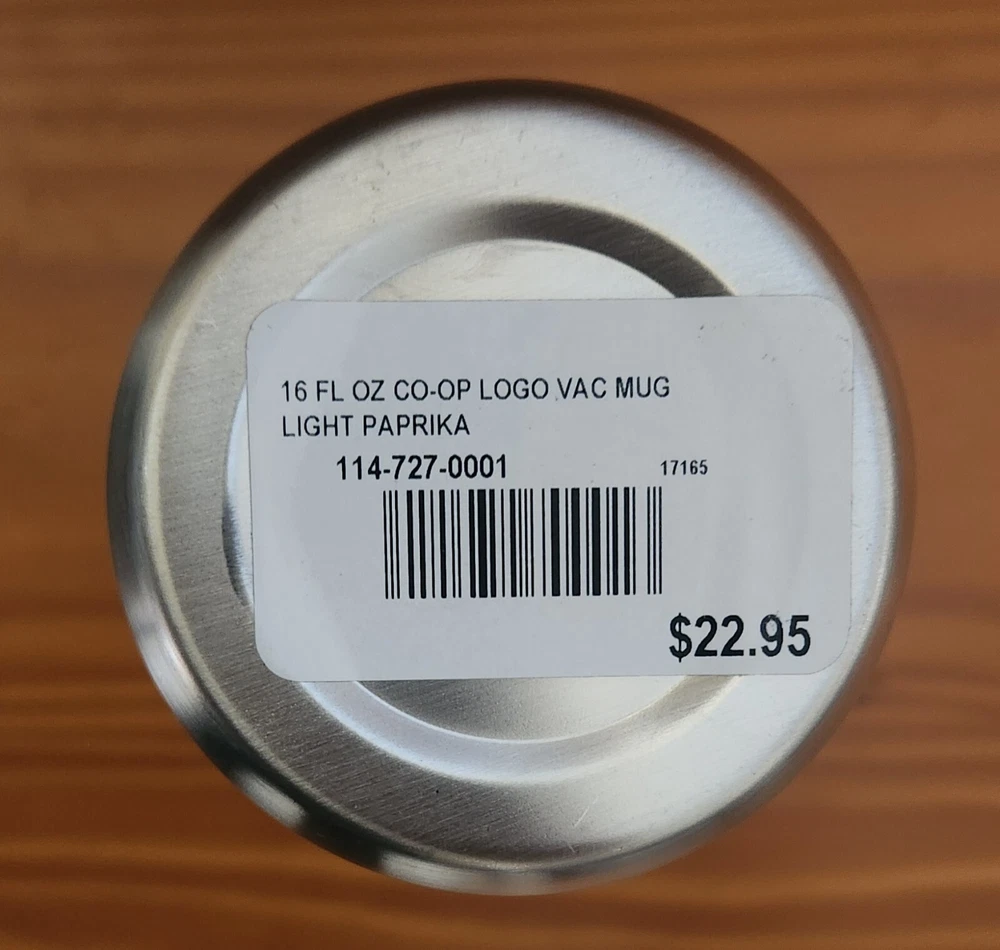 16 FL OZ CO-OP LOGO VAC MUG
LIGHT PAPRIKA
114-727-0001 17165
$22.95